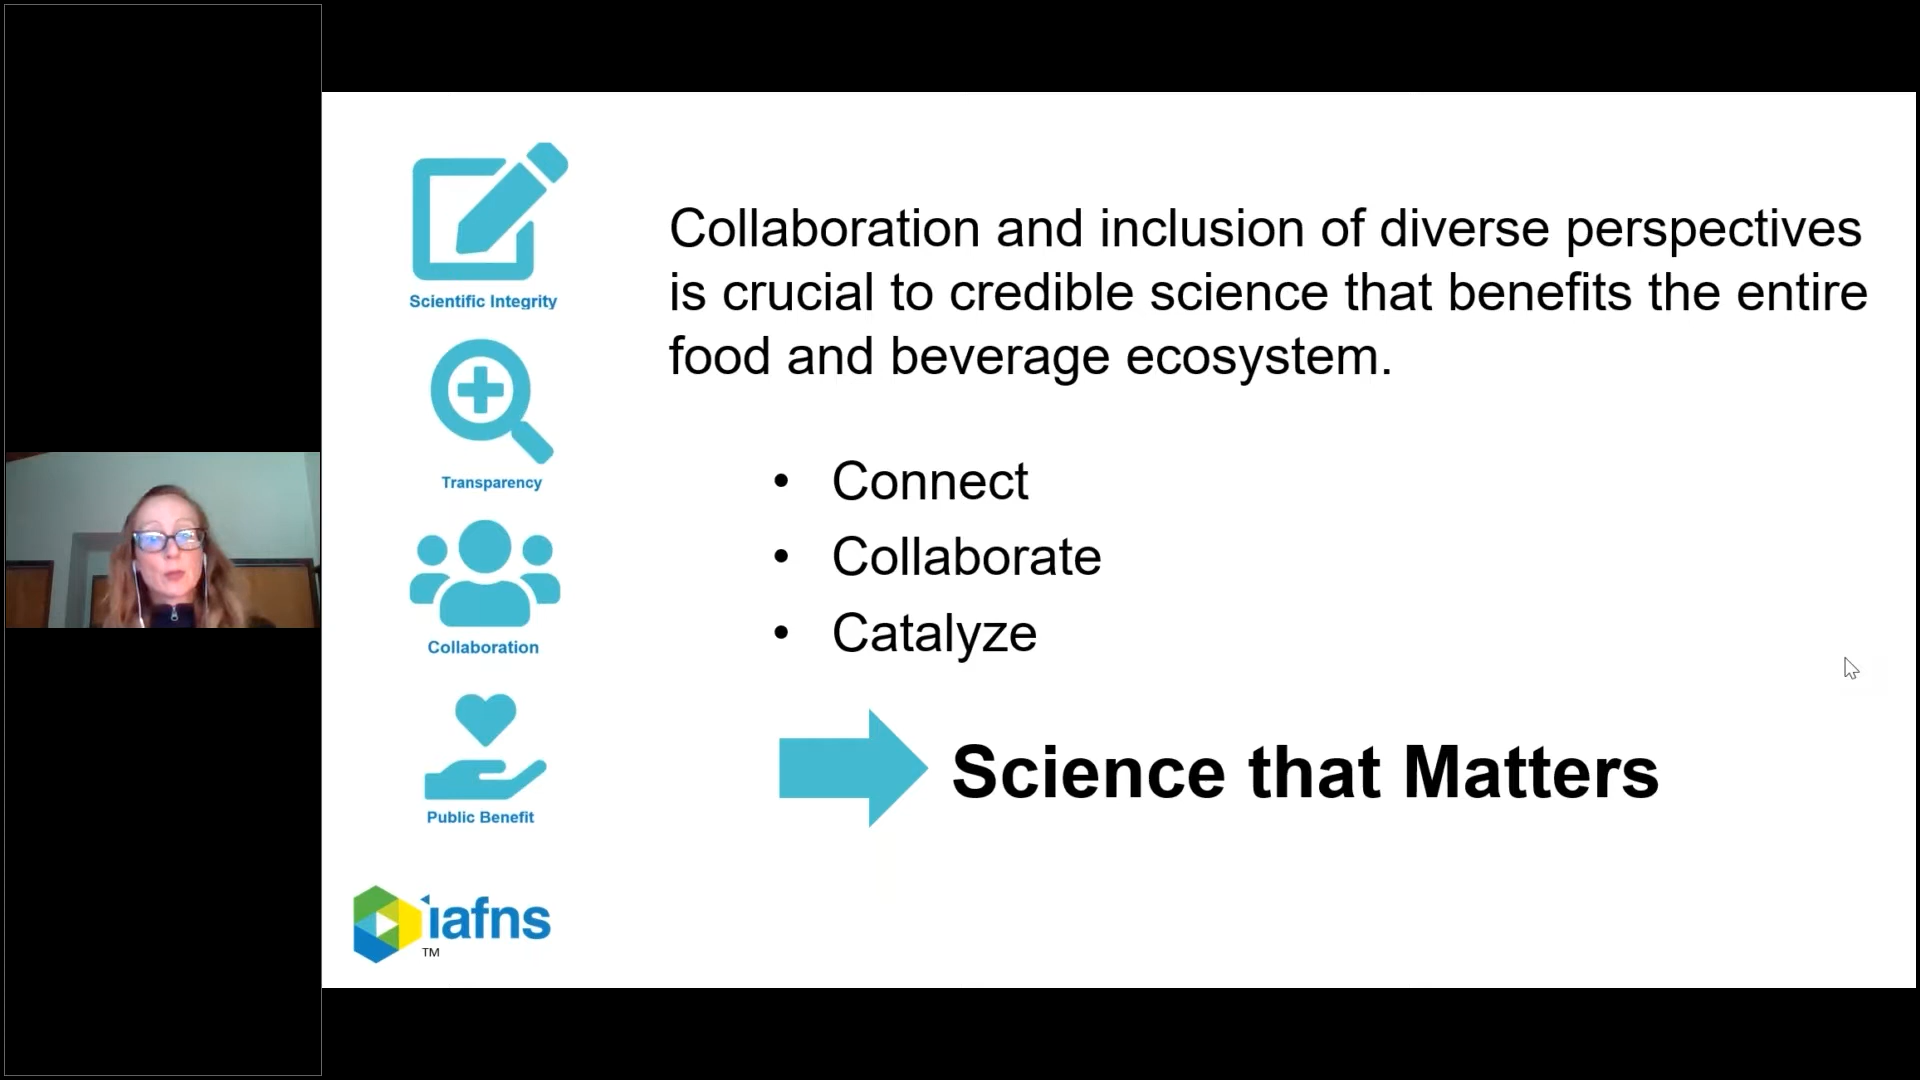 Scientific Integrity
Transparency
Collaboration
Public Benefit
iafns
TM
Collaboration and inclusion of diverse perspectives
is crucial to credible science that benefits the entire
food and beverage ecosystem.
• Connect
• Collaborate
• Catalyze
Science that Matters